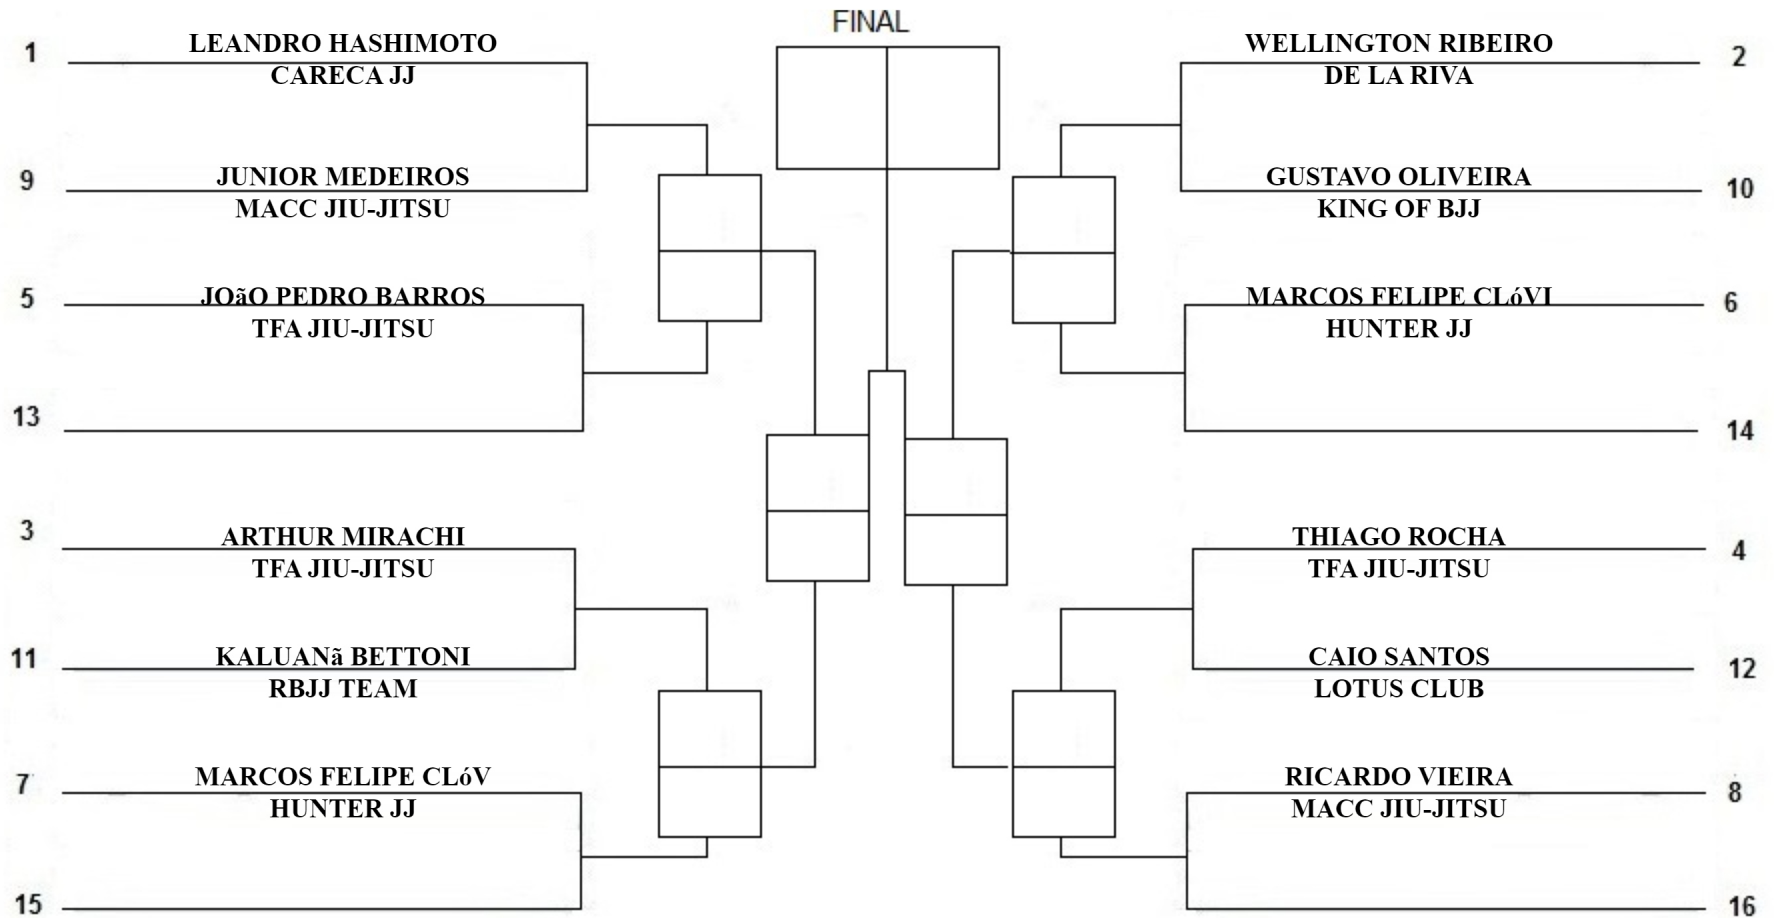 FINAL
1
LEANDRO HASHIMOTO
CARECA JJ
9
JUNIOR MEDEIROS
MACC JIU-JITSU
5
JOãO PEDRO BARROS
TFA JIU-JITSU
13
3
ARTHUR MIRACHI
TFA JIU-JITSU
11
KALUANã BETTONI
RBJJ TEAM
7
MARCOS FELIPE CLóV
HUNTER JJ
15
WELLINGTON RIBEIRO
2
DE LA RIVA
GUSTAVO OLIVEIRA
10
KING OF BJJ
MARCOS FELIPE CLóVI
6
HUNTER JJ
14
THIAGO ROCHA
4
TFA JIU-JITSU
CAIO SANTOS
12
LOTUS CLUB
RICARDO VIEIRA
8
MACC JIU-JITSU
16